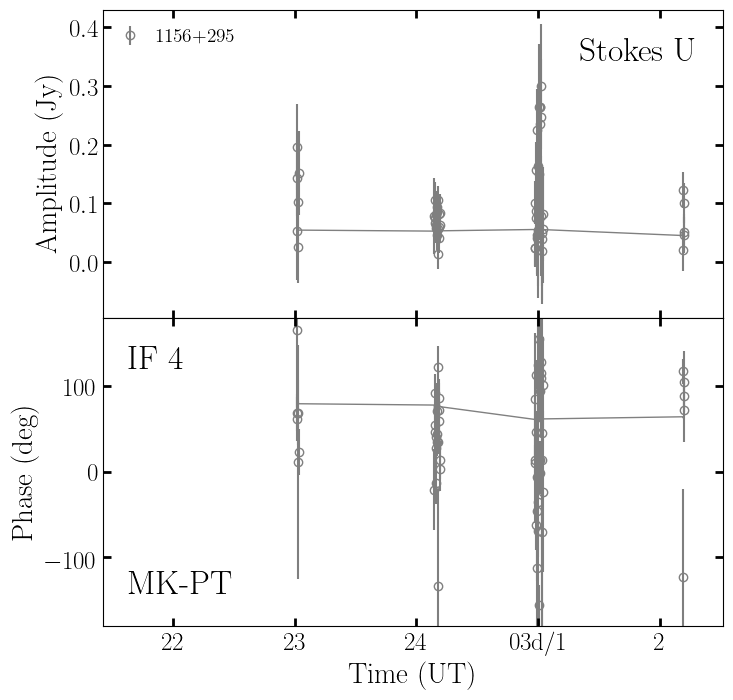 1156+295
Stokes U
Amplitude (Jy)
0.4
0.3
0.2
0.1
0.0
IF 4
MK-PT
Phase (deg)
100
0
−100
22
23
24
03d/1
2
Time (UT)